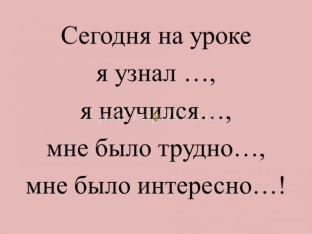 Сегодня на уроке
я узнал …,
я научился…,
мне было трудно…,
мне было интересно…!